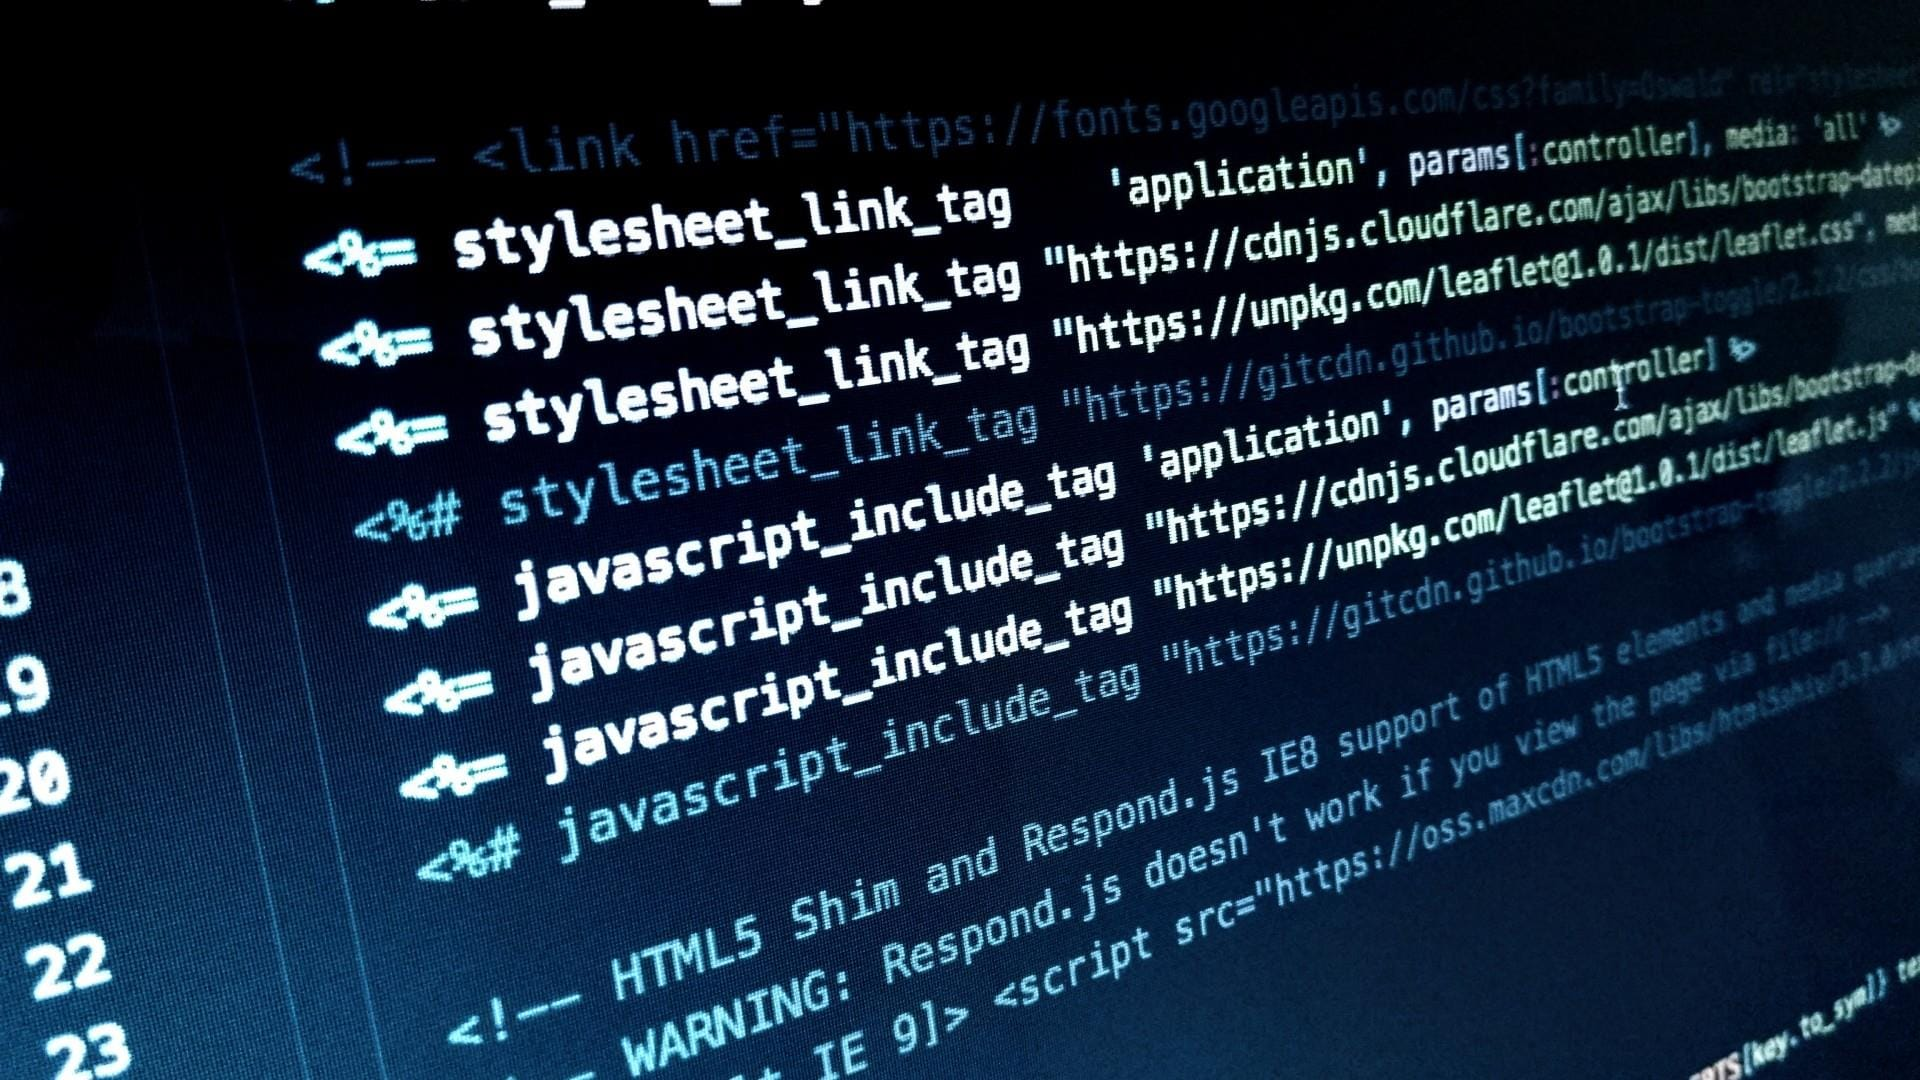 <!-- <link href="https://fonts.googleapis.com/css?family=Oswald" rel="stylesheet
<%= stylesheet_link_tag 'application', params[:controller], media: 'all' %>
<%= stylesheet_link_tag "https://cdnjs.cloudflare.com/ajax/libs/bootstrap-datepi
<%= stylesheet_link_tag "https://unpkg.com/leaflet@1.0.1/dist/leaflet.css", med
<%# stylesheet_link_tag "https://gitcdn.github.io/bootstrap-toggle/2.2.2/css/bo
<%= javascript_include_tag 'application', params[:controller] %>
<%= javascript_include_tag "https://cdnjs.cloudflare.com/ajax/libs/bootstrap-da
<%= javascript_include_tag "https://unpkg.com/leaflet@1.0.1/dist/leaflet.js"
8 <%# javascript_include_tag "https://gitcdn.github.io/bootstrap-toggle/2.2.2/js
19
20 <!-- HTML5 Shim and Respond.js IE8 support of HTML5 elements and media queries
21 WARNING: Respond.js doesn't work if you view the page via file:// -->
22 IE 9]> <script src="https://oss.maxcdn.com/libs/html5shiv/3.7.0
23
[key.to_sym]}